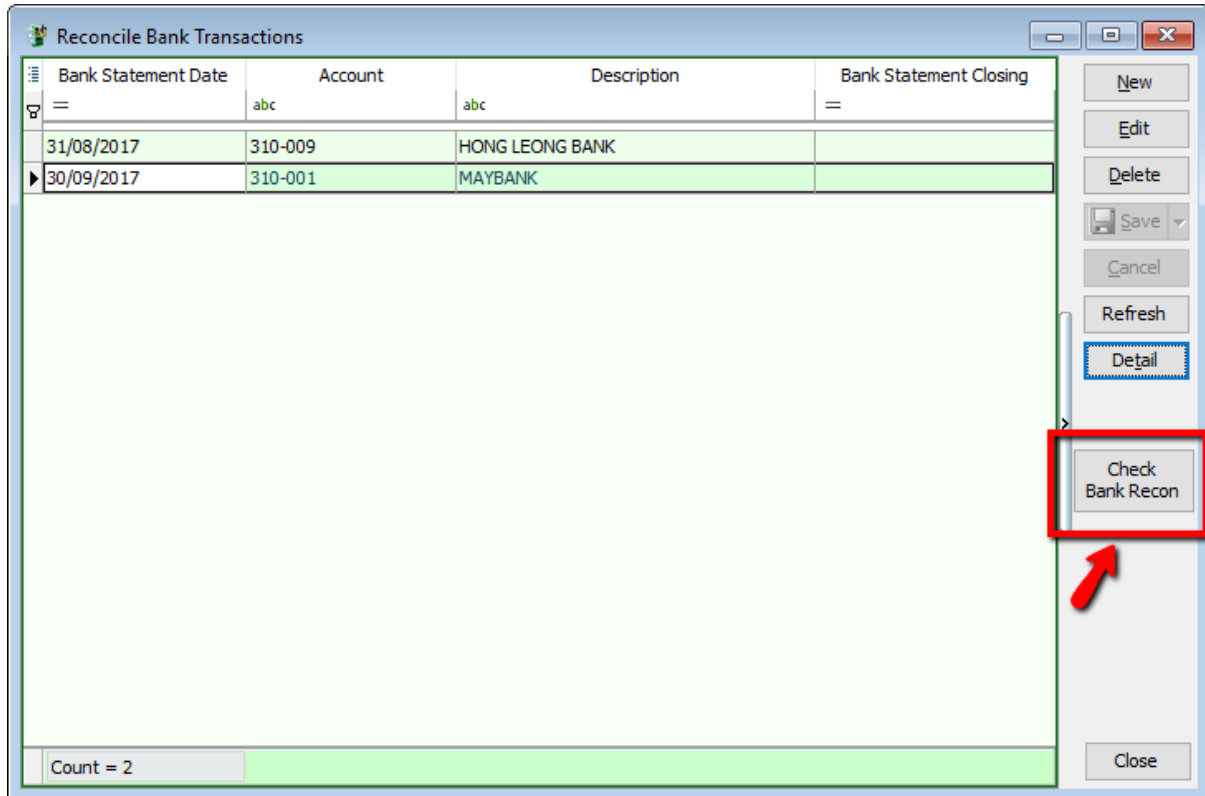 Reconcile Bank Transactions
Bank Statement Date Account Description Bank Statement Closing
= abc abc =
31/08/2017 310-009 HONG LEONG BANK
30/09/2017 310-001 MAYBANK
Count = 2
New
Edit
Delete
Save
Cancel
Refresh
Detail
Check
Bank Recon
Close